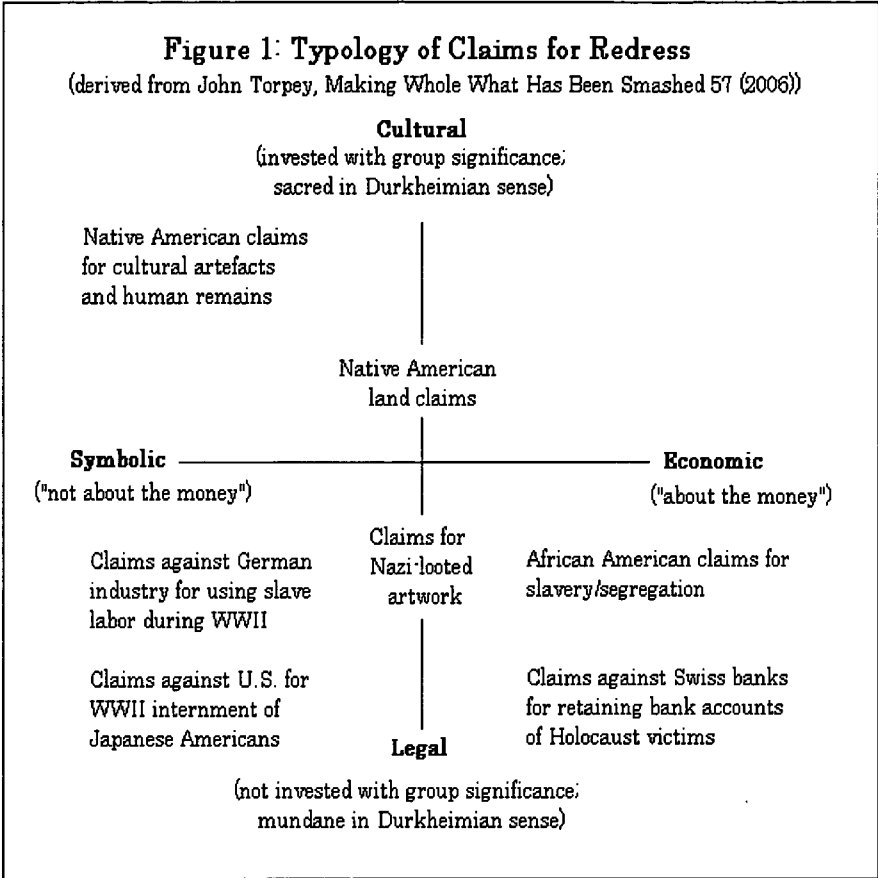 Figure 1: Typology of Claims for Redress
(derived from John Torpey, Making Whole What Has Been Smashed 57 (2006))
Cultural
(invested with group significance;
sacred in Durkheimian sense)
Native American claims
for cultural artefacts
and human remains
Native American
land claims
Symbolic
("not about the money")
Economic
("about the money")
Claims against German
industry for using slave
labor during WWII
Claims for
Nazi-looted
artwork
African American claims for
slavery/segregation
Claims against U.S. for
WWII internment of
Japanese Americans
Claims against Swiss banks
for retaining bank accounts
of Holocaust victims
Legal
(not invested with group significance;
mundane in Durkheimian sense)